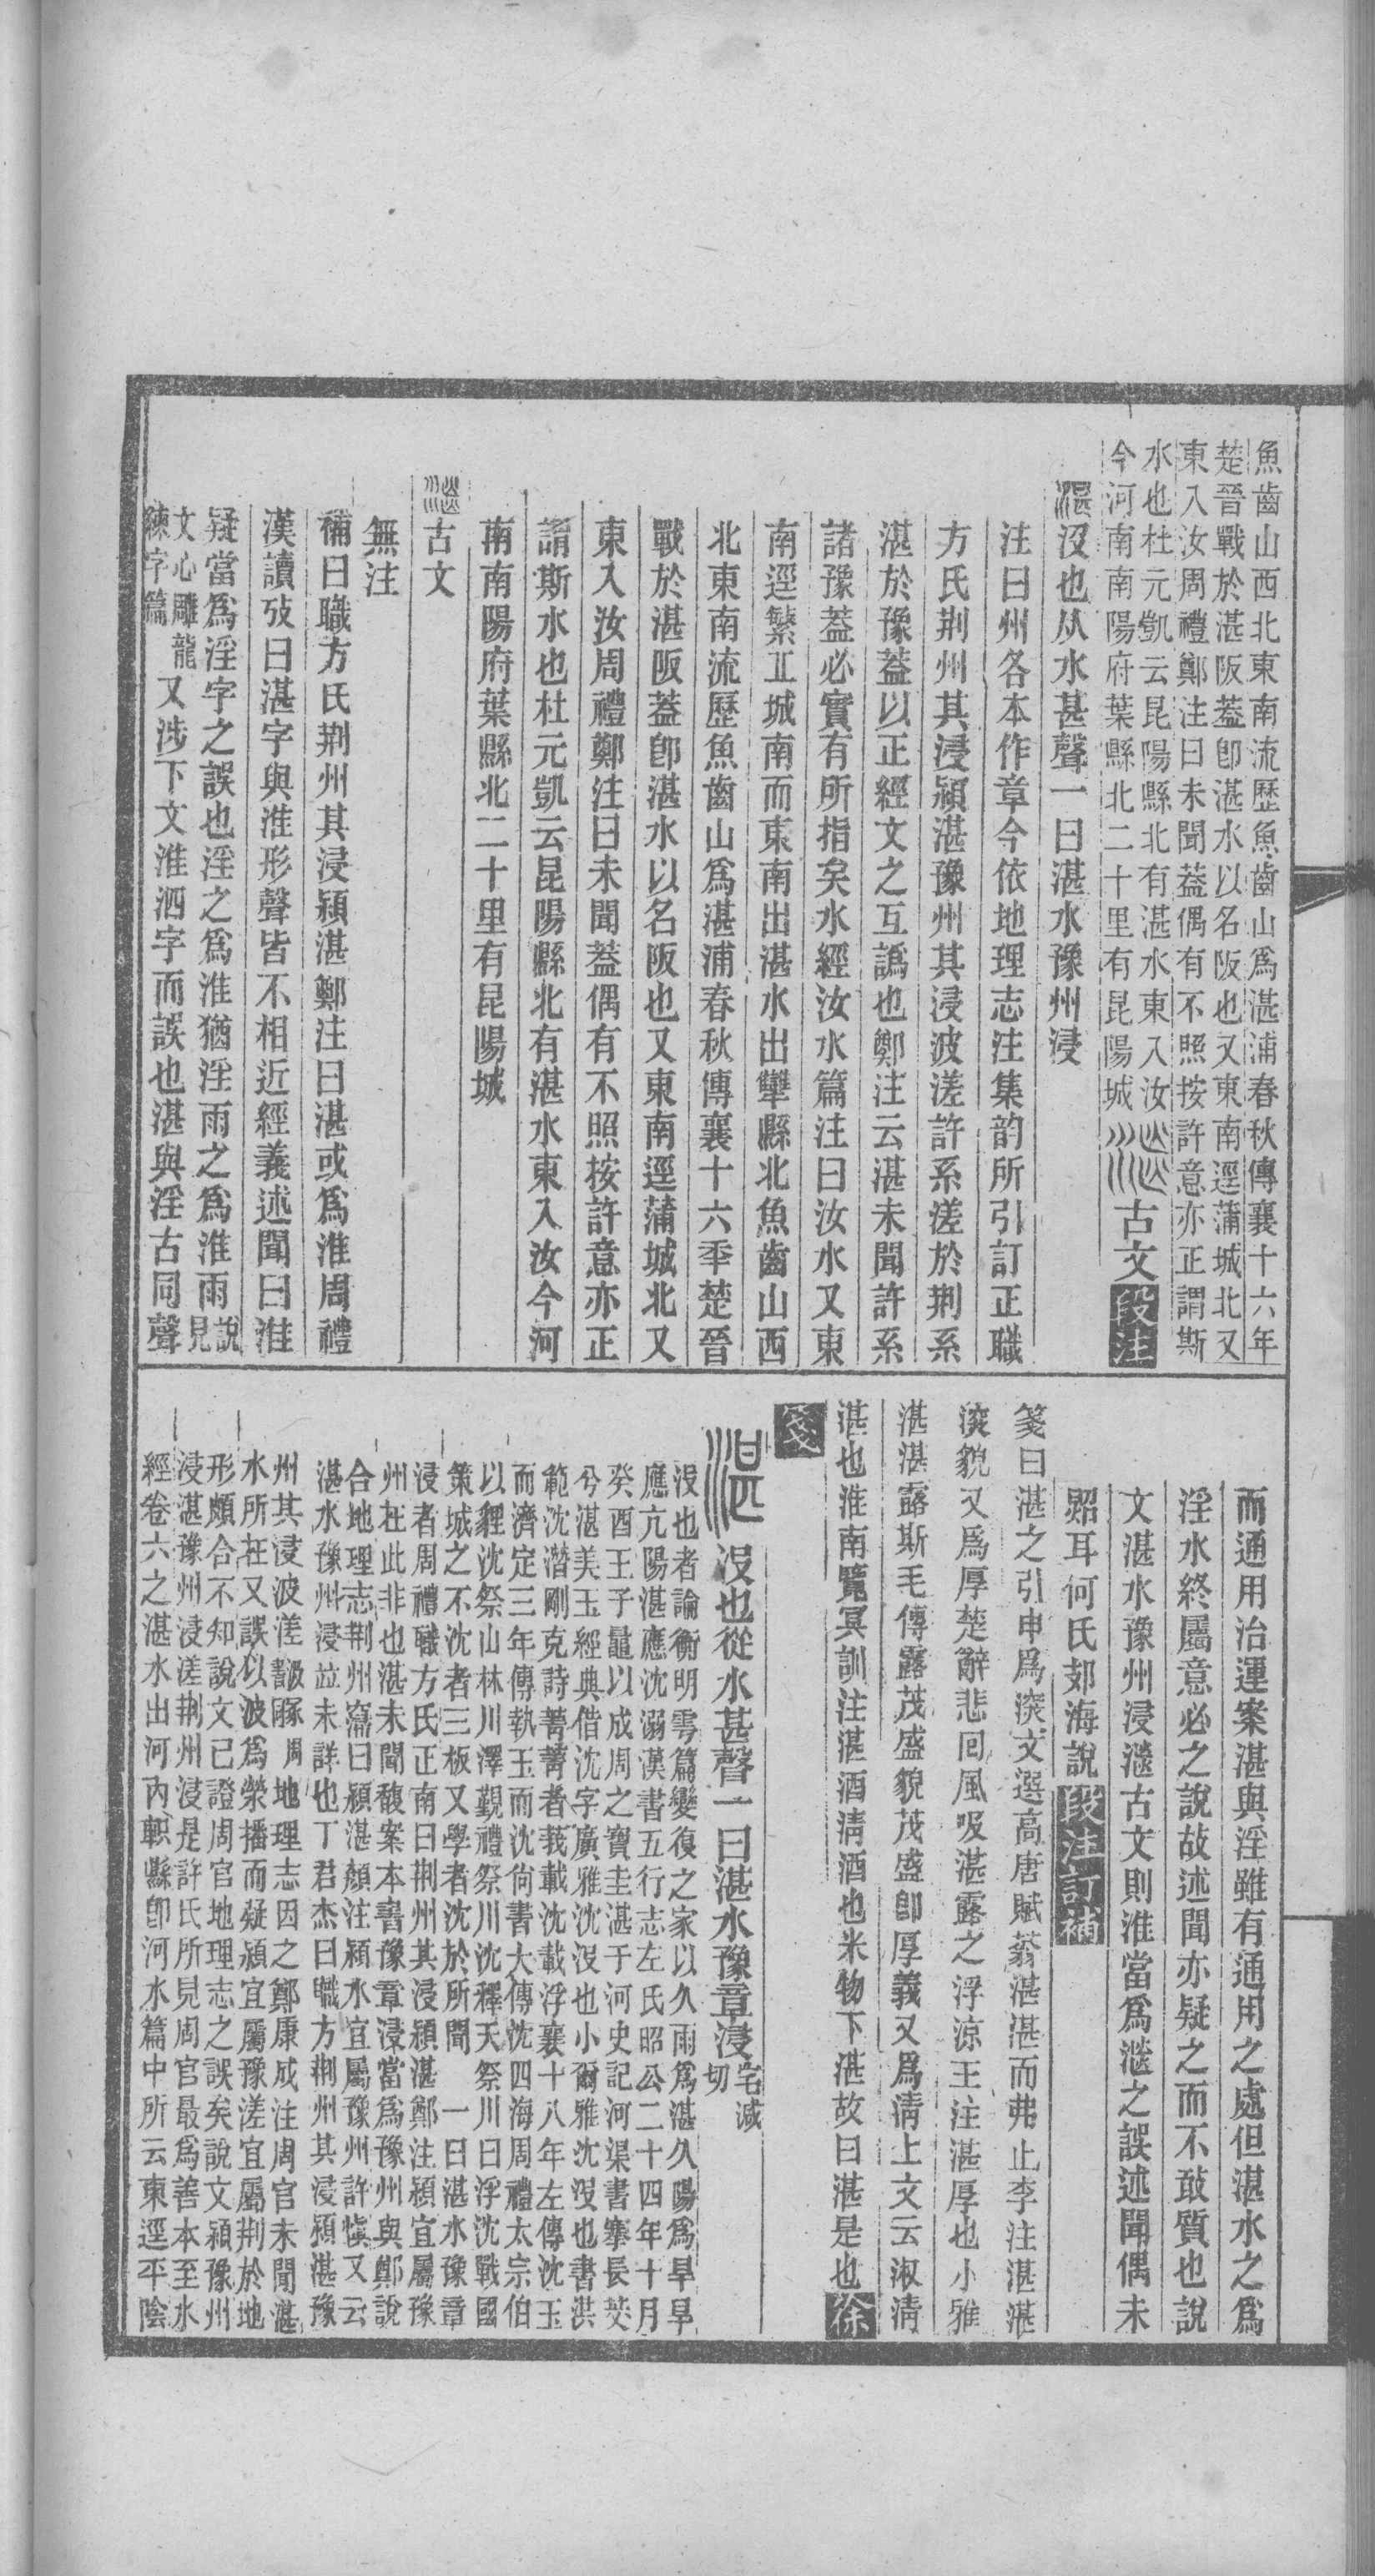 魚齒山西北東南流歷魚齒山爲湛浦春秋傳襄十六年
楚晉戰於湛阪葢卽湛水以名阪也又東南逕蒲城北又
東入汝周禮鄭注曰未聞葢偶有不照按許意亦正謂斯
水也杜元凱云昆陽縣北有湛水東入汝
今河南南陽府葉縣北二十里有昆陽城
古文段注
湛沒也从水甚聲一曰湛水豫州浸
注曰州各本作章今依地理志注集韵所引訂正職
方氏荆州其浸潁湛豫州其浸波溠許系溠於荆系
湛於豫葢以正經文之互譌也鄭注云湛未聞許系
諸豫葢必實有所指矣水經汝水篇注曰汝水又東
南逕繁丘城南而東南出湛水出犨縣北魚齒山西
北東南流歷魚齒山爲湛浦春秋傳襄十六秊楚晉
戰於湛阪葢卽湛水以名阪也又東南逕蒲城北又
東入汝周禮鄭注曰未聞葢偶有不照按許意亦正
謂斯水也杜元凱云昆陽縣北有湛水東入汝今河
南南陽府葉縣北二十里有昆陽城
古文
無注
補曰職方氏荆州其浸潁湛鄭注曰湛或爲淮周禮
漢讀攷曰湛字與淮形聲皆不相近經義述聞曰淮
疑當爲淫字之誤也淫之爲淮猶淫雨之爲淮雨說見
文心雕龍練字篇又涉下文淮泗字而誤也湛與淫古同聲
而通用治運案湛與淫雖有通用之處但湛水之爲
淫水終屬意必之說故述聞亦疑之而不敢質也說
文湛水豫州浸㴴古文則淮當爲㴴之誤述聞偶未
照耳何氏郊海說段注訂補
箋曰湛之引申爲湥文選高唐賦蓊湛湛而弗止李注湛湛
湥貌又爲厚楚辭悲回風吸湛露之浮涼王注湛厚也小雅
湛湛露斯毛傳露茂盛貌茂盛卽厚義又爲淸上文云淑淸
湛也淮南覽冥訓注湛酒淸酒也米物下湛故曰湛是也徐
箋
湛沒也從水甚聲一曰湛水豫章浸宅減切
沒也者論衡明雩篇變復之家以久雨爲湛久陽爲旱旱
應亢陽湛應沈溺漢書五行志左氏昭公二十四年十月
癸酉王子鼂以成周之寶圭湛于河史記河渠書搴長茭
兮湛美玉經典借沈字廣雅沈沒也小爾雅沈沒也書洪
範沈潛剛克詩菁菁者莪載沈載浮襄十八年左傳沈玉
而濟定三年傳執玉而沈尙書大傳沈四海周禮太宗伯
以貍沈祭山林川澤覲禮祭川沈釋天祭川曰浮沈戰國
策城之不沈者三板又學者沈於所聞 一曰湛水豫章
浸者周禮職方氏正南曰荆州其浸潁湛鄭注潁宜屬豫
州在此非也湛未聞馥案本書豫章浸當爲豫州與鄭說
合地理志荆州寖曰潁湛顏注潁水宜屬豫州許愼又云
湛水豫州浸竝未詳也丁君杰曰職方荆州其浸潁湛豫
州其浸波溠地理志因之鄭康成注周官未聞湛
水所在又誤以波爲榮播而疑潁宜屬豫溠宜屬荆於地
形頗合不知說文已證周官地理志之誤矣說文潁豫州
浸湛豫州浸溠荆州浸是許氏所見周官最爲善本至水
經卷六之湛水出河內軹縣卽河水篇中所云東逕平陰